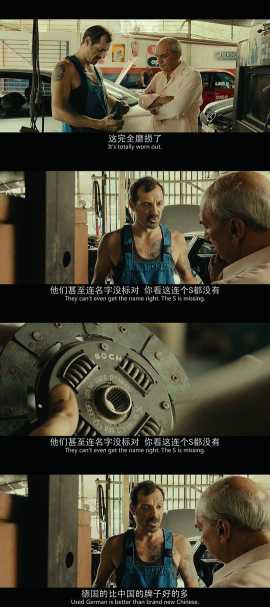 这完全磨损了
It's totally worn out.
他们甚至连名字没标对 你看这连个S都没有
They can't even get the name right. The S is missing.
BOCH
他们甚至连名字没标对 你看这连个S都没有
They can't even get the name right. The S is missing.
德国的比中国的牌子好的多
Used German is better than brand new Chinese.